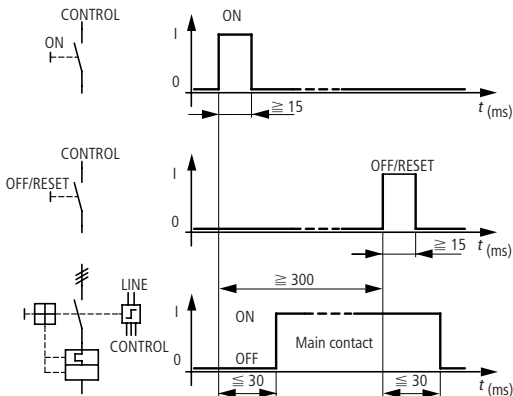 CONTROL
ON
I
0
ON
≧ 15
t (ms)
CONTROL
OFF/RESET
I
0
OFF/RESET
≧ 15
t (ms)
≧ 300
LINE
CONTROL
I
0
ON
OFF
Main contact
≦ 30
≦ 30
t (ms)